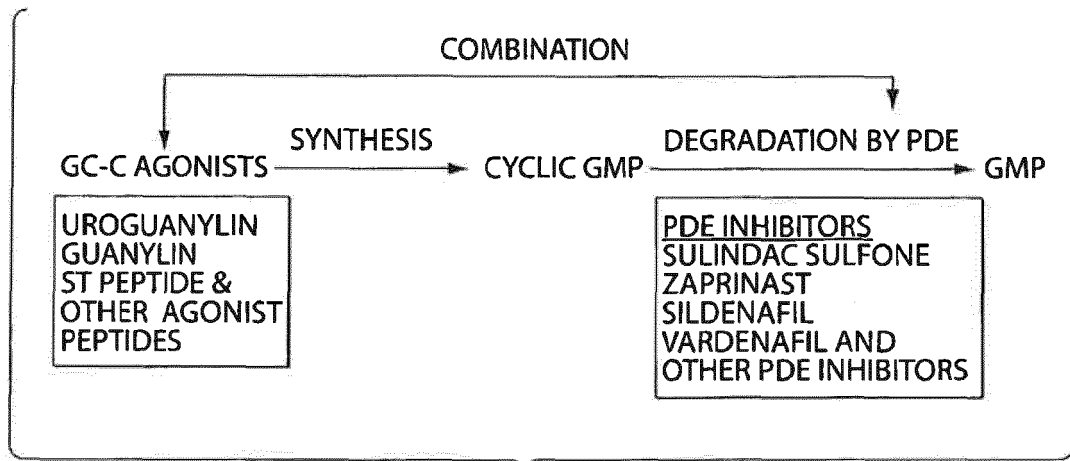 COMBINATION
SYNTHESIS
DEGRADATION BY PDE
GC-C AGONISTS
CYCLIC GMP
GMP
UROGUANYLIN
GUANYLIN
ST PEPTIDE &
OTHER AGONIST
PEPTIDES
PDE INHIBITORS
SULINDAC SULFONE
ZAPRINAST
SILDENAFIL
VARDENAFIL AND
OTHER PDE INHIBITORS